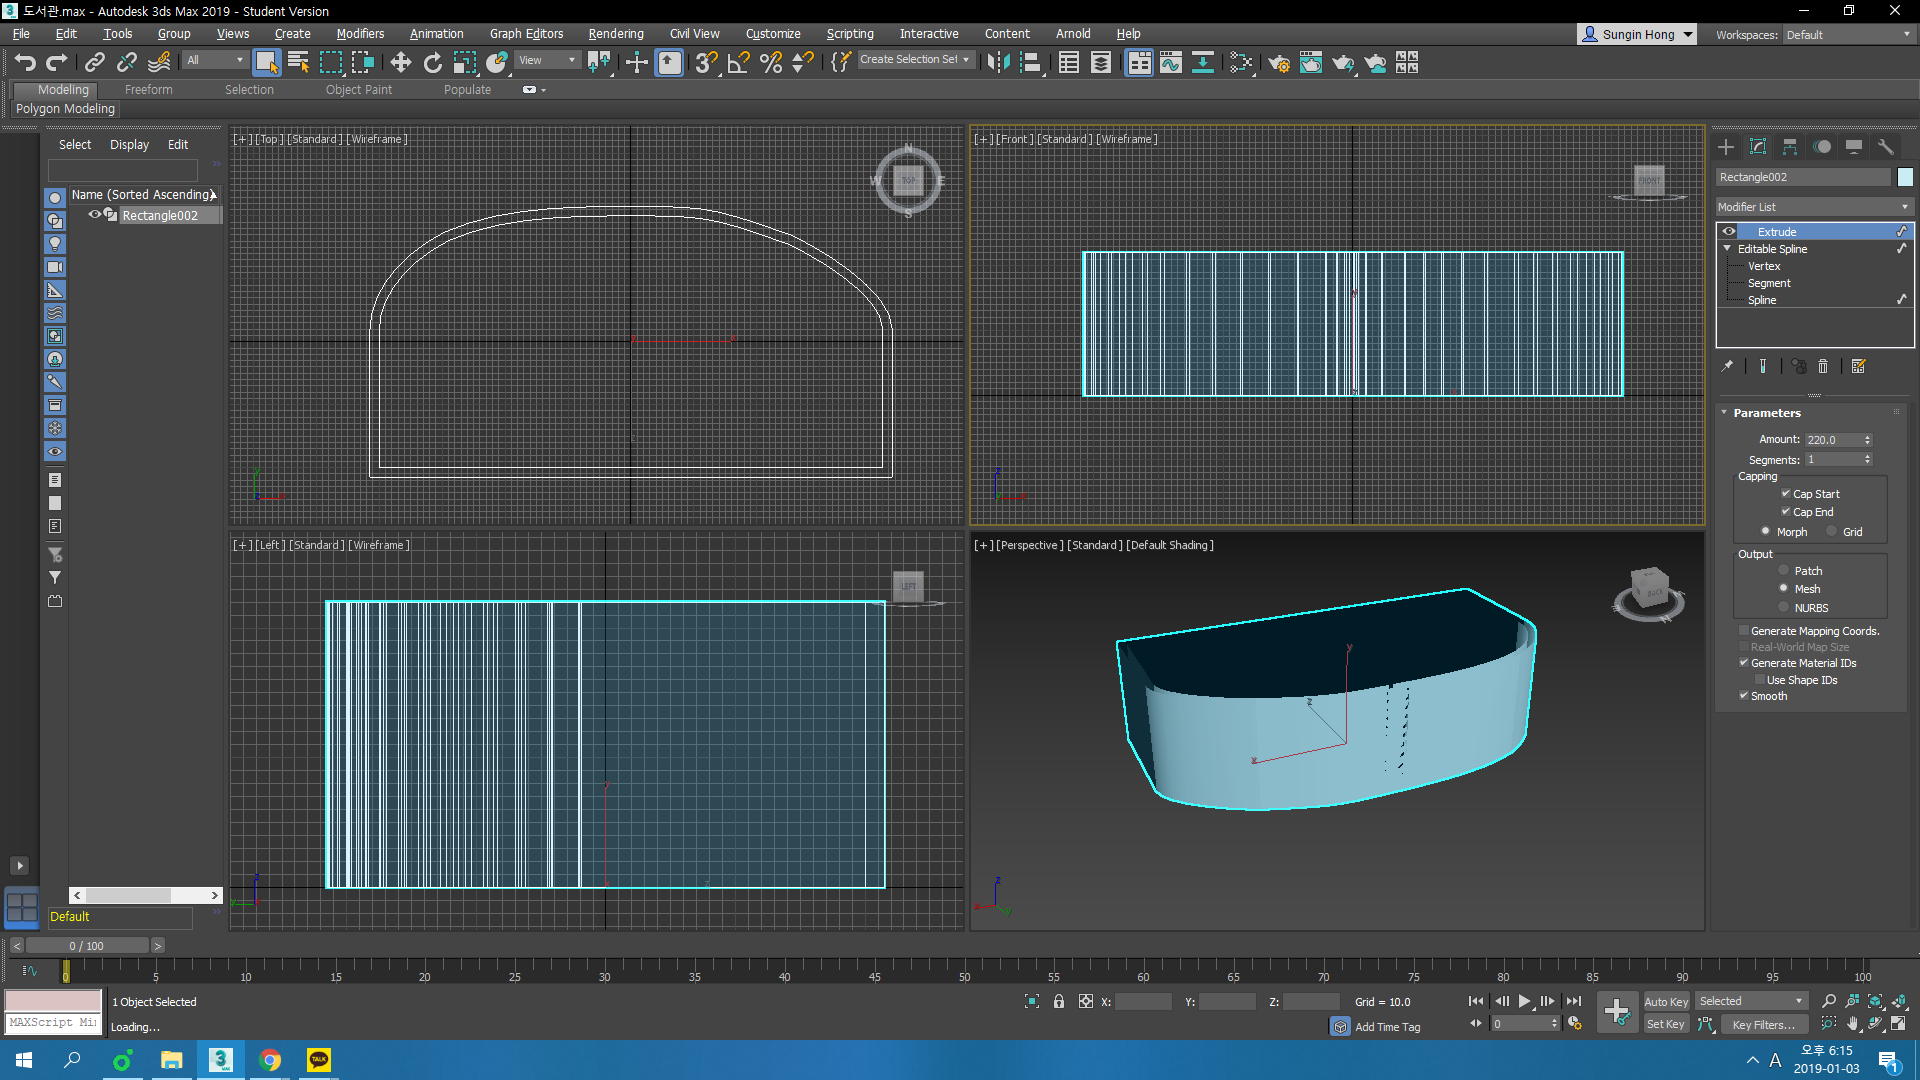 도서관.max - Autodesk 3ds Max 2019 - Student Version
File Edit Tools Group Views Create Modifiers Animation Graph Editors Rendering Civil View Customize Scripting Interactive Content Arnold Help
Sungin Hong Workspaces: Default
All View Create Selection Set
Modeling Freeform Selection Object Paint Populate
Polygon Modeling
Select Display Edit
Name (Sorted Ascending)
Rectangle002
Default
[+] [Top] [Standard] [Wireframe]
N
W TOP E
S
[+] [Front] [Standard] [Wireframe]
FRONT
[+] [Left] [Standard] [Wireframe]
LEFT
[+] [Perspective] [Standard] [Default Shading]
BACK
Rectangle002
Modifier List
Extrude
Editable Spline
Vertex
Segment
Spline
Parameters
Amount: 220.0
Segments: 1
Capping
Cap Start
Cap End
Morph Grid
Output
Patch
Mesh
NURBS
Generate Mapping Coords.
Real-World Map Size
Generate Material IDs
Use Shape IDs
Smooth
< 0 / 100 >
0 5 10 15 20 25 30 35 40 45 50 55 60 65 70 75 80 85 90 95 100
1 Object Selected X: Y: Z: Grid = 10.0 Auto Key Selected
MAXScript Mi Loading... Add Time Tag 0 Set Key Key Filters...
TALK
A 오후 6:15
2019-01-03
1